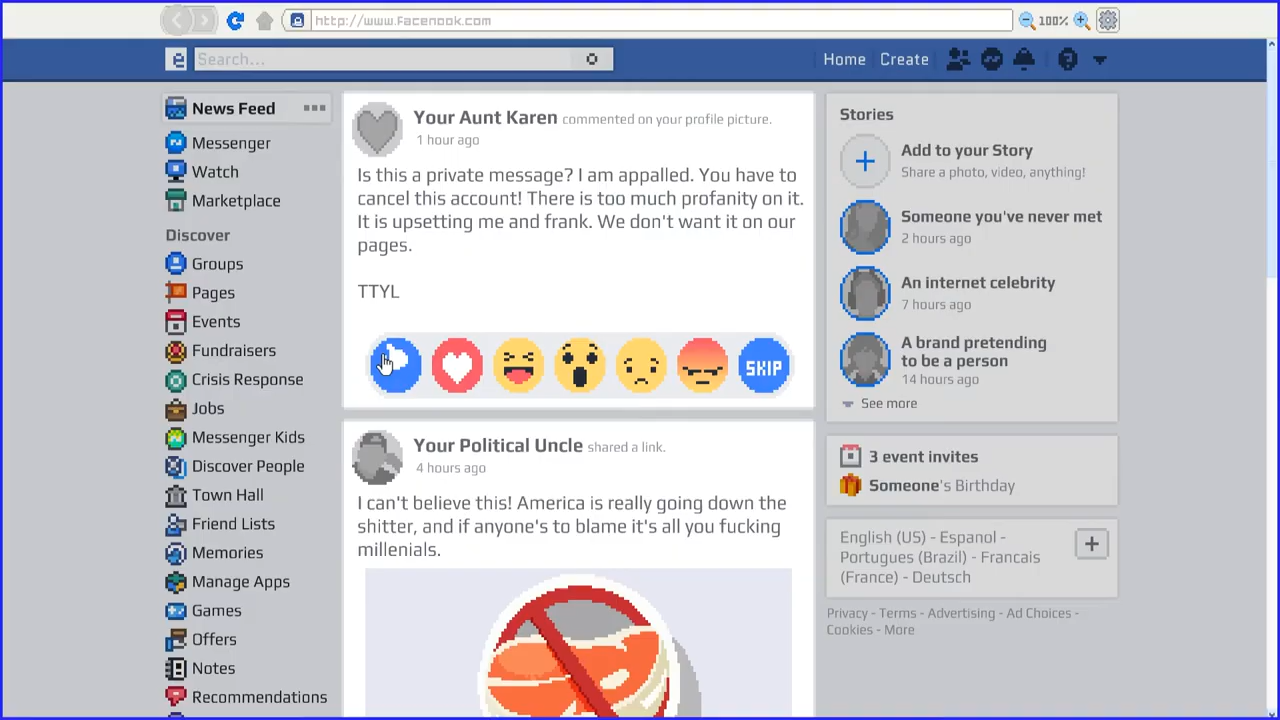 http://www.facenook.com
100%
e
Search...
Home
Create
News Feed
Messenger
Watch
Marketplace
Discover
Groups
Pages
Events
Fundraisers
Crisis Response
Jobs
Messenger Kids
Discover People
Town Hall
Friend Lists
Memories
Manage Apps
Games
Offers
Notes
Recommendations
Your Aunt Karen commented on your profile picture.
1 hour ago
Is this a private message? I am appalled. You have to
cancel this account! There is too much profanity on it.
It is upsetting me and frank. We don't want it on our
pages.
TTYL
SKIP
Your Political Uncle shared a link.
4 hours ago
I can't believe this! America is really going down the
shitter, and if anyone's to blame it's all you fucking
millenials.
Stories
Add to your Story
Share a photo, video, anything!
Someone you've never met
2 hours ago
An internet celebrity
7 hours ago
A brand pretending
to be a person
14 hours ago
See more
3 event invites
Someone's Birthday
English (US) - Espanol -
Portugues (Brazil) - Francais
(France) - Deutsch
Privacy - Terms - Advertising - Ad Choices -
Cookies - More